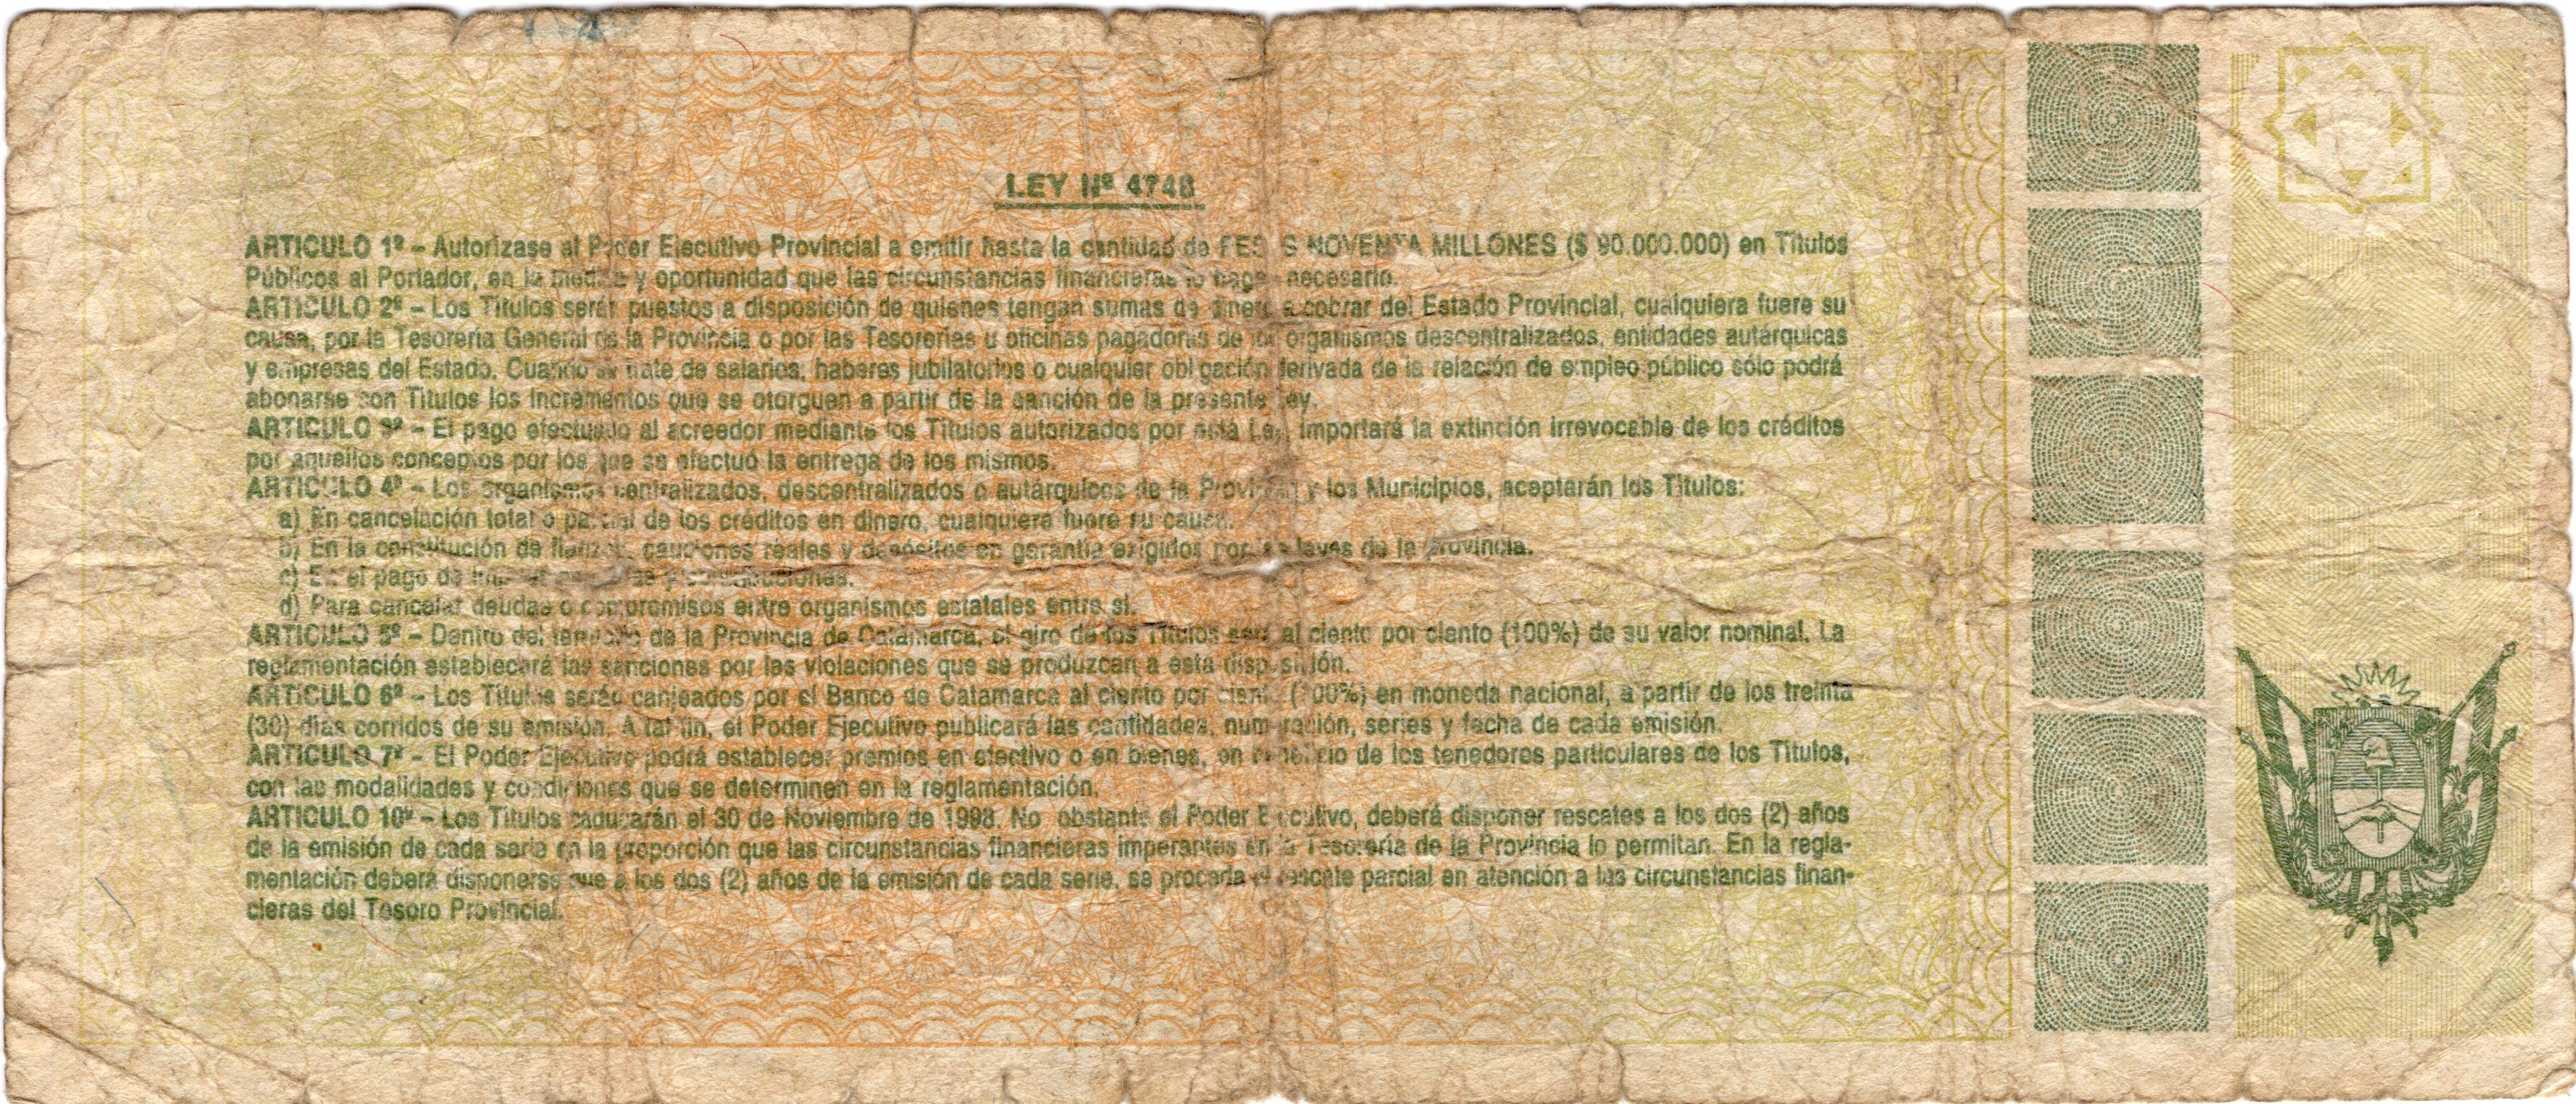 LEY Nº 4748
ARTICULO 1º – Autorízase al Poder Ejecutivo Provincial a emitir hasta la cantidad de PESOS NOVENTA MILLONES ($ 90.000.000) en Títulos
Públicos al Portador, en la medida y oportunidad que las circunstancias financieras lo haga necesario.
ARTICULO 2º – Los Títulos serán puestos a disposición de quienes tengan sumas de dinero a cobrar del Estado Provincial, cualquiera fuere su
causa, por la Tesorería General de la Provincia o por las Tesorerías u oficinas pagadoras de los organismos descentralizados, entidades autárquicas
y empresas del Estado. Cuando se trate de salarios, haberes jubilatorios o cualquier obligación derivada de la relación de empleo público sólo podrá
abonarse con Títulos los incrementos que se otorguen a partir de la sanción de la presente Ley.
ARTICULO 3º – El pago efectuado al acreedor mediante los Títulos autorizados por esta Ley, importará la extinción irrevocable de los créditos
por aquellos conceptos por los que se efectuó la entrega de los mismos.
ARTICULO 4º – Los organismos centralizados, descentralizados o autárquicos de la Provincia y los Municipios, aceptarán los Títulos:
a) En cancelación total o parcial de los créditos en dinero, cualquiera fuere su causa.
b) En la constitución de fianzas, cauciones reales y depósitos en garantía exigidos por las leyes de la Provincia.
c) En el pago de impuestos, tasas y contribuciones.
d) Para cancelar deudas o compromisos entre organismos estatales entre sí.
ARTICULO 5º – Dentro del territorio de la Provincia de Catamarca, el giro de los Títulos será al ciento por ciento (100%) de su valor nominal. La
reglamentación establecerá las sanciones por las violaciones que se produzcan a esta disposición.
ARTICULO 6º – Los Títulos serán canjeados por el Banco de Catamarca al ciento por ciento (100%) en moneda nacional, a partir de los treinta
(30) días corridos de su emisión. A tal fin, el Poder Ejecutivo publicará las cantidades, numeración, series y fecha de cada emisión.
ARTICULO 7º – El Poder Ejecutivo podrá establecer premios en efectivo o en bienes, en beneficio de los tenedores particulares de los Títulos,
con las modalidades y condiciones que se determinen en la reglamentación.
ARTICULO 10º – Los Títulos caducarán el 30 de Noviembre de 1998. No obstante el Poder Ejecutivo, deberá disponer rescates a los dos (2) años
de la emisión de cada serie en la proporción que las circunstancias financieras imperantes en la Tesorería de la Provincia lo permitan. En la regla-
mentación deberá disponerse que a los dos (2) años de la emisión de cada serie, se proceda al rescate parcial en atención a las circunstancias finan-
cieras del Tesoro Provincial.